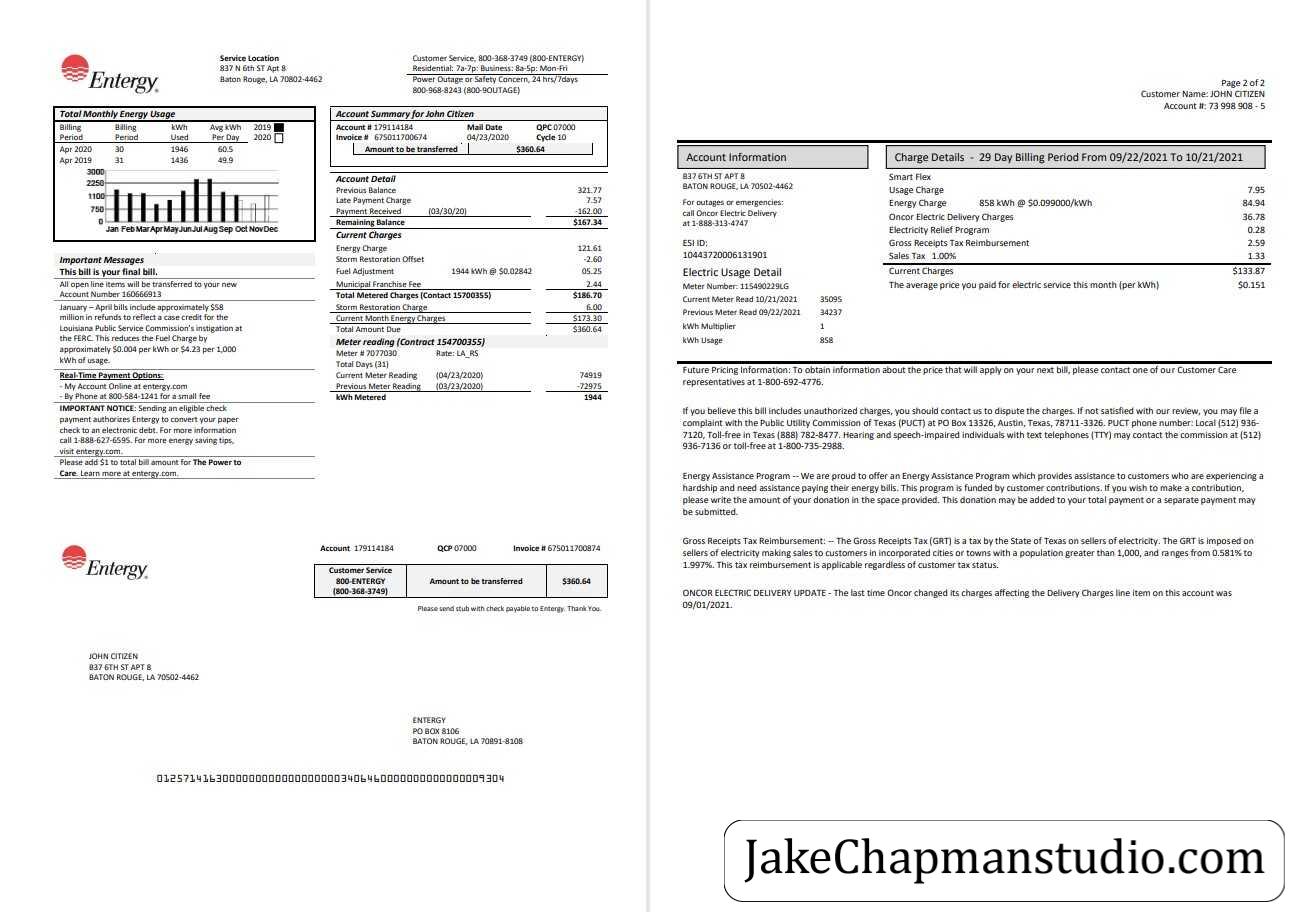 Entergy
Service Location
837 N 6th ST Apt 8
Baton Rouge, LA 70802-4462
Customer Service, 800-368-3749 (800-ENTERGY)
Residential: 7a-7p: Business: 8a-5p: Mon-Fri
Power Outage or Safety Concern, 24 hrs/7days
800-968-8243 (800-9OUTAGE)
Total Monthly Energy Usage
Billing Billing kWh Avg kWh 2019
Period Period Used Per Day 2020
Apr 2020 30 1946 60.5
Apr 2019 31 1436 49.9
3000
2250
1100
750
0
Jan Feb Mar Apr May Jun Jul Aug Sep Oct Nov Dec
Important Messages
This bill is your final bill.
All open line items will be transferred to your new
Account Number 160666913
January – April bills include approximately $58
million in refunds to reflect a case credit for the
Louisiana Public Service Commission's instigation at
the FERC. This reduces the Fuel Charge by
approximately $0.004 per kWh or $4.23 per 1,000
kWh of usage.
Real-Time Payment Options:
- My Account Online at entergy.com
- By Phone at 800-584-1241 for a small fee
IMPORTANT NOTICE: Sending an eligible check
payment authorizes Entergy to convert your paper
check to an electronic debt. For more information
call 1-888-627-6595. For more energy saving tips,
visit entergy.com.
Please add $1 to total bill amount for The Power to
Care. Learn more at entergy.com.
Account Summary for John Citizen
Account # 179114184 Mail Date QPC 07000
Invoice # 675011700674 04/23/2020 Cycle 10
Amount to be transferred $360.64
Account Detail
Previous Balance 321.77
Late Payment Charge 7.57
Payment Received (03/30/20) -162.00
Remaining Balance $167.34
Current Charges
Energy Charge 121.61
Storm Restoration Offset -2.60
Fuel Adjustment 1944 kWh @ $0.02842 05.25
Municipal Franchise Fee 2.44
Total Metered Charges (Contact 15700355) $186.70
Storm Restoration Charge 6.00
Current Month Energy Charges $173.30
Total Amount Due $360.64
Meter reading (Contract 154700355)
Meter # 7077030 Rate: LA_RS
Total Days (31)
Current Meter Reading (04/23/2020) 74919
Previous Meter Reading (03/23/2020) -72975
kWh Metered 1944
Entergy
Account 179114184 QCP 07000 Invoice # 675011700874
Customer Service
800-ENTERGY
(800-368-3749)
Amount to be transferred $360.64
Please send stub with check payable to Entergy. Thank You.
JOHN CITIZEN
B37 6TH ST APT 8
BATON ROUGE, LA 70502-4462
ENTERGY
PO BOX 8106
BATON ROUGE, LA 70891-8108
Page 2 of 2
Customer Name: JOHN CITIZEN
Account #: 73 998 908 - 5
Account Information
B37 6TH ST APT 8
BATON ROUGE, LA 70502-4462
For outages or emergencies:
call Oncor Electric Delivery
at 1-888-313-4747
ESI ID:
10443720006131901
Electric Usage Detail
Meter Number: 115490229LG
Current Meter Read 10/21/2021 35095
Previous Meter Read 09/22/2021 34237
kWh Multiplier 1
kWh Usage 858
Charge Details - 29 Day Billing Period From 09/22/2021 To 10/21/2021
Smart Flex
Usage Charge 7.95
Energy Charge 858 kWh @ $0.099000/kWh 84.94
Oncor Electric Delivery Charges 36.78
Electricity Relief Program 0.28
Gross Receipts Tax Reimbursement 2.59
Sales Tax 1.00% 1.33
Current Charges $133.87
The average price you paid for electric service this month (per kWh) $0.151
Future Pricing Information: To obtain information about the price that will apply on your next bill, please contact one of our Customer Care
representatives at 1-800-692-4776.
If you believe this bill includes unauthorized charges, you should contact us to dispute the charges. If not satisfied with our review, you may file a
complaint with the Public Utility Commission of Texas (PUCT) at PO Box 13326, Austin, Texas, 78711-3326. PUCT phone number: Local (512) 936-
7120, Toll-free in Texas (888) 782-8477. Hearing and speech-impaired individuals with text telephones (TTY) may contact the commission at (512)
936-7136 or toll-free at 1-800-735-2988.
Energy Assistance Program -- We are proud to offer an Energy Assistance Program which provides assistance to customers who are experiencing a
hardship and need assistance paying their energy bills. This program is funded by customer contributions. If you wish to make a contribution,
please write the amount of your donation in the space provided. This donation may be added to your total payment or a separate payment may
be submitted.
Gross Receipts Tax Reimbursement: -- The Gross Receipts Tax (GRT) is a tax by the State of Texas on sellers of electricity. The GRT is imposed on
sellers of electricity making sales to customers in incorporated cities or towns with a population greater than 1,000, and ranges from 0.581% to
1.997%. This tax reimbursement is applicable regardless of customer tax status.
ONCOR ELECTRIC DELIVERY UPDATE - The last time Oncor changed its charges affecting the Delivery Charges line item on this account was
09/01/2021.
JakeChapmanstudio.com